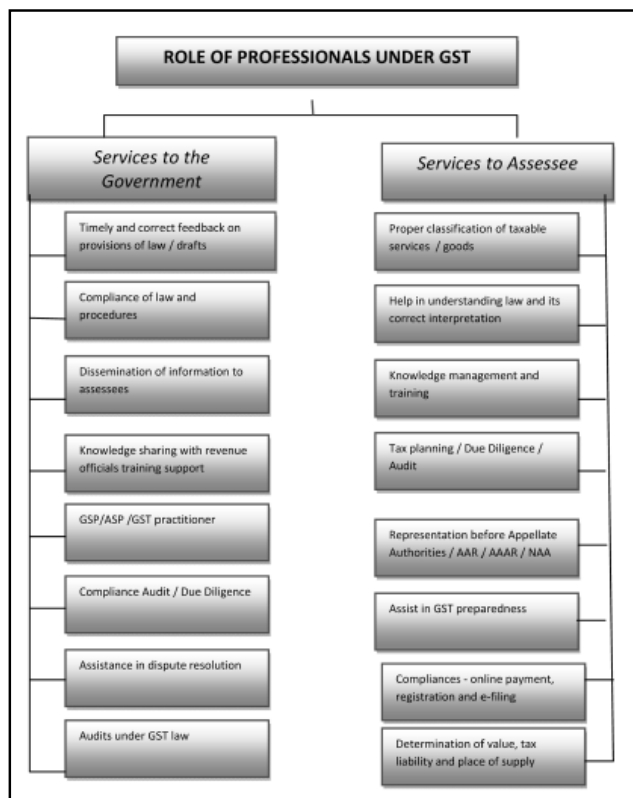 ROLE OF PROFESSIONALS UNDER GST
Services to the
Government
Timely and correct feedback on
provisions of law / drafts
Compliance of law and
procedures
Dissemination of information to
assessees
Knowledge sharing with revenue
officials training support
GSP/ASP /GST practitioner
Compliance Audit / Due Diligence
Assistance in dispute resolution
Audits under GST law
Services to Assessee
Proper classification of taxable
services / goods
Help in understanding law and its
correct interpretation
Knowledge management and
training
Tax planning / Due Diligence /
Audit
Representation before Appellate
Authorities / AAR / AAAR / NAA
Assist in GST preparedness
Compliances - online payment,
registration and e-filing
Determination of value, tax
liability and place of supply